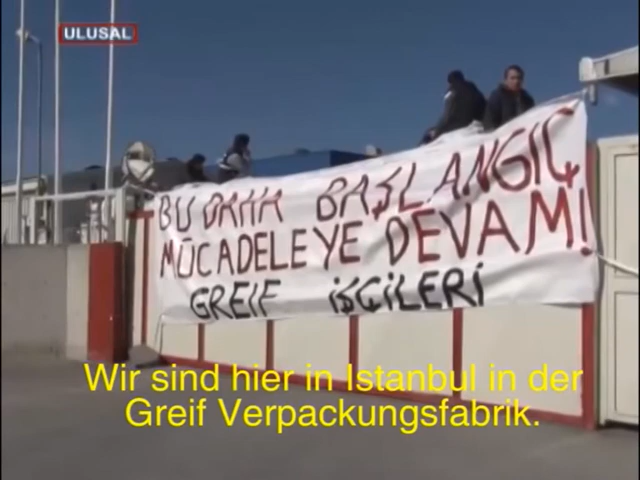 ULUSAL
BU DAHA BAŞLANGIÇ
MÜCADELEYE DEVAM!
GREIF İŞÇİLERİ
Wir sind hier in Istanbul in der
Greif Verpackungsfabrik.